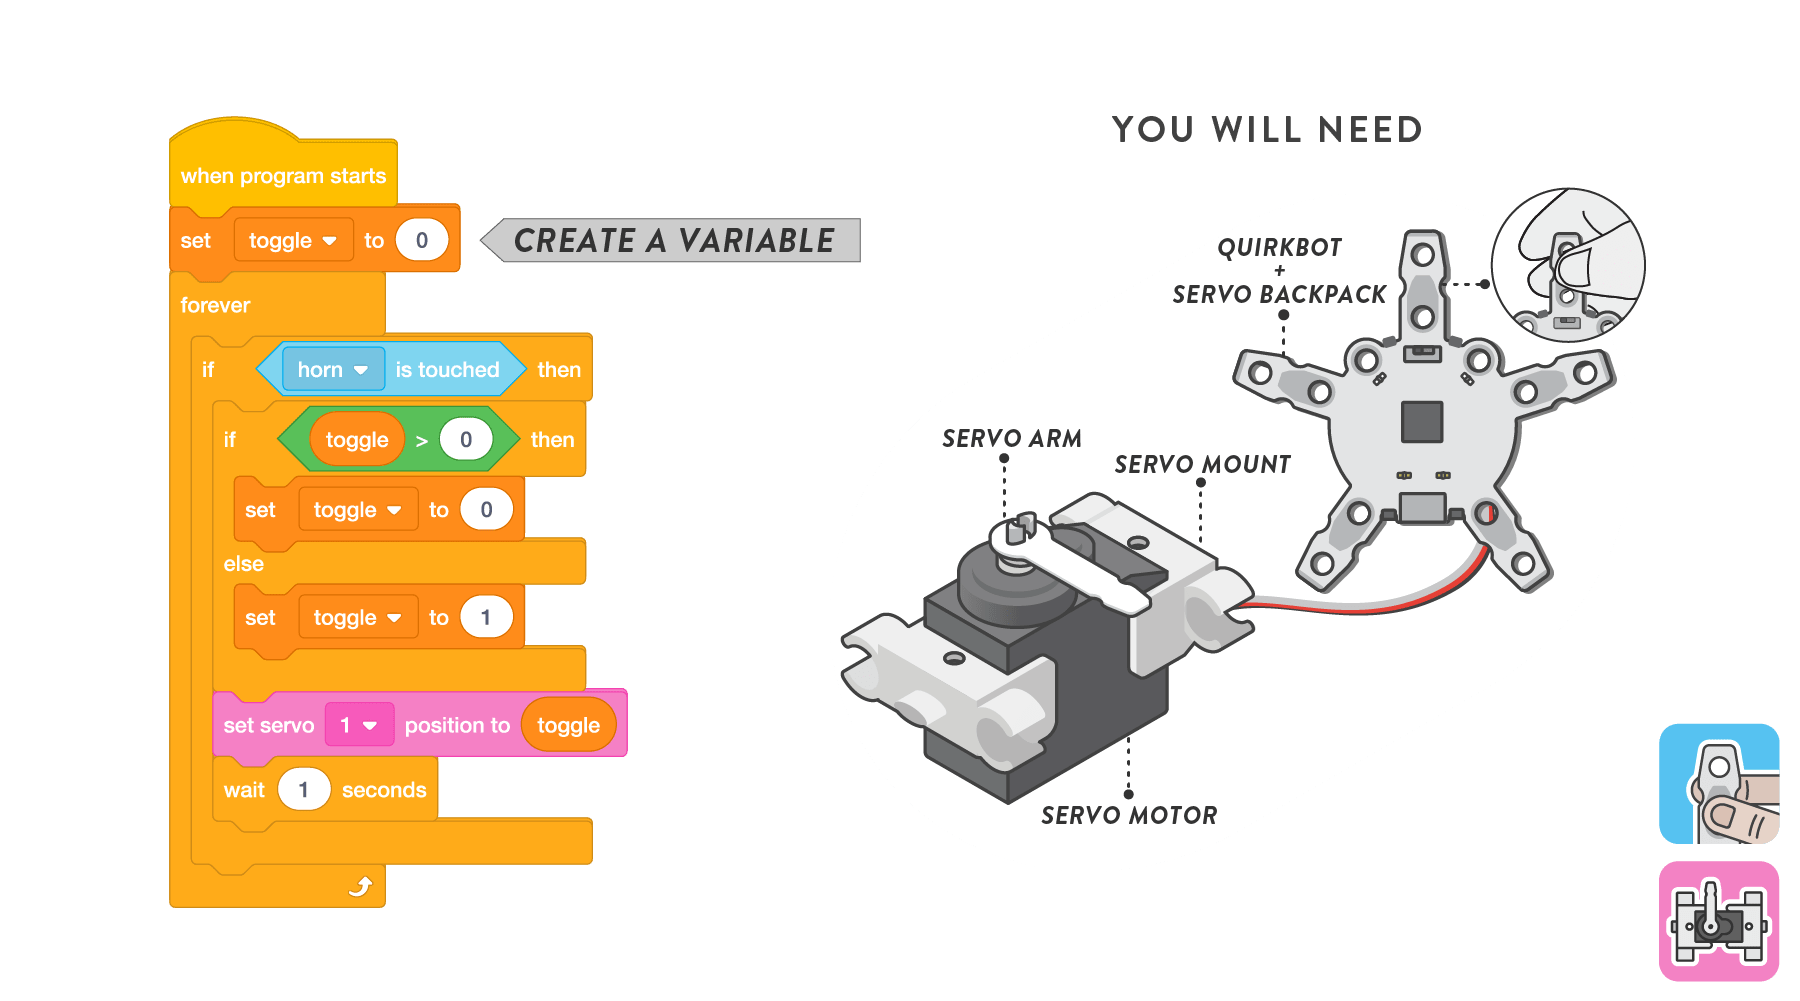 when program starts
set toggle to 0
CREATE A VARIABLE
forever
if horn is touched then
if toggle > 0 then
set toggle to 0
else
set toggle to 1
set servo 1 position to toggle
wait 1 seconds
YOU WILL NEED
QUIRKBOT
+
SERVO BACKPACK
SERVO ARM
SERVO MOUNT
SERVO MOTOR